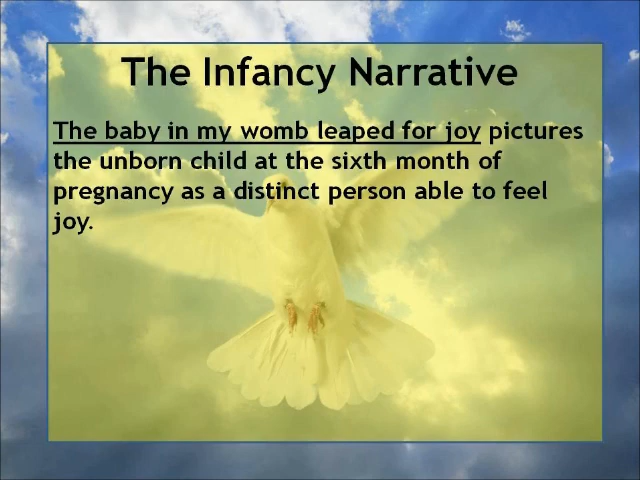 The Infancy Narrative
The baby in my womb leaped for joy pictures
the unborn child at the sixth month of
pregnancy as a distinct person able to feel
joy.